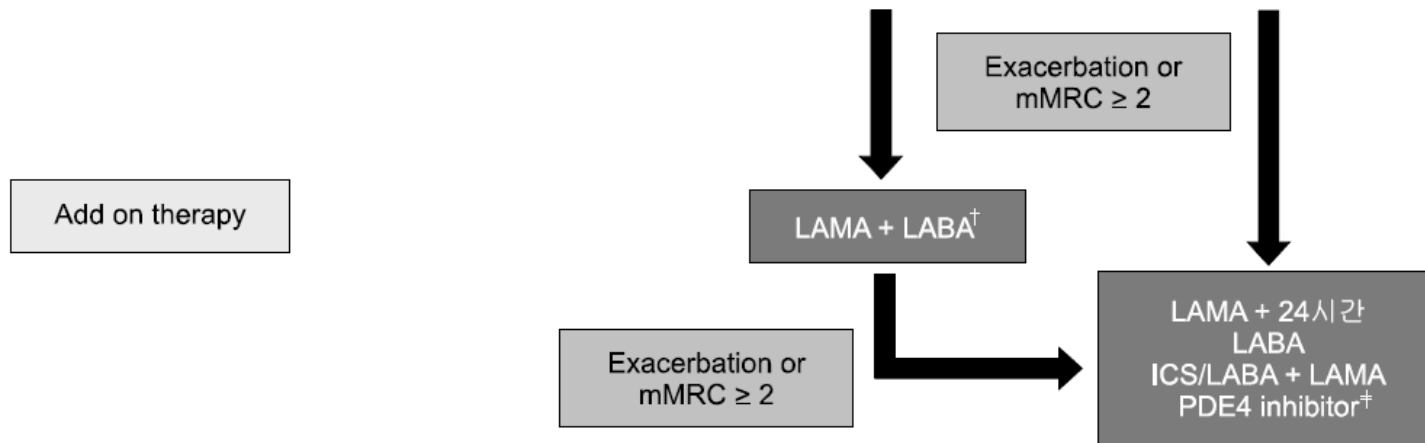 Exacerbation or
mMRC ≥ 2
Add on therapy
LAMA + LABA†
Exacerbation or
mMRC ≥ 2
LAMA + 24시간
LABA
ICS/LABA + LAMA
PDE4 inhibitor‡